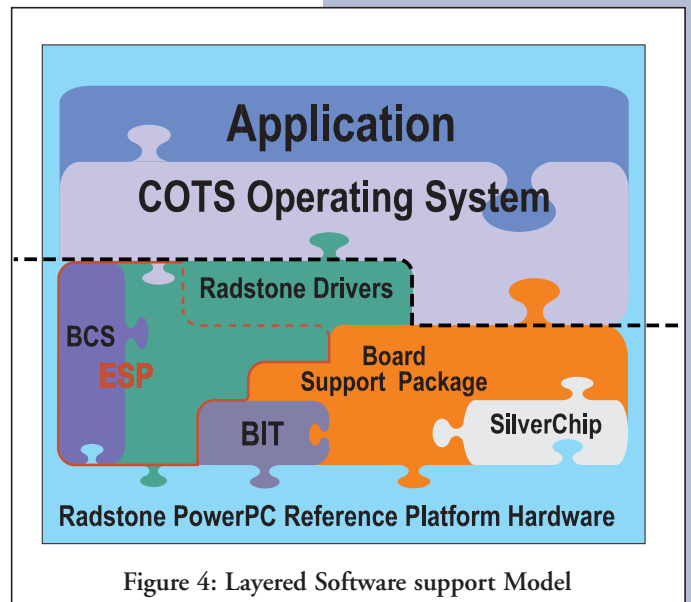 Application
COTS Operating System
Radstone Drivers
BCS
ESP
Board
Support Package
BIT
SilverChip
Radstone PowerPC Reference Platform Hardware
Figure 4: Layered Software support Model